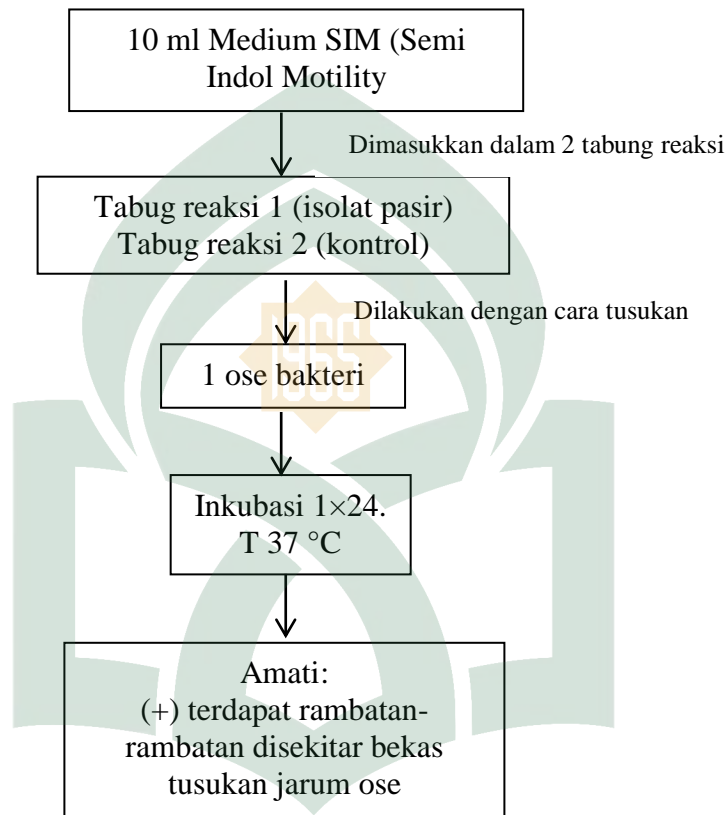 10 ml Medium SIM (Semi
Indol Motility
Dimasukkan dalam 2 tabung reaksi
Tabug reaksi 1 (isolat pasir)
Tabug reaksi 2 (kontrol)
Dilakukan dengan cara tusukan
1965
1 ose bakteri
Inkubasi 1×24.
T 37 °C
Amati:
(+) terdapat rambatan-
rambatan disekitar bekas
tusukan jarum ose